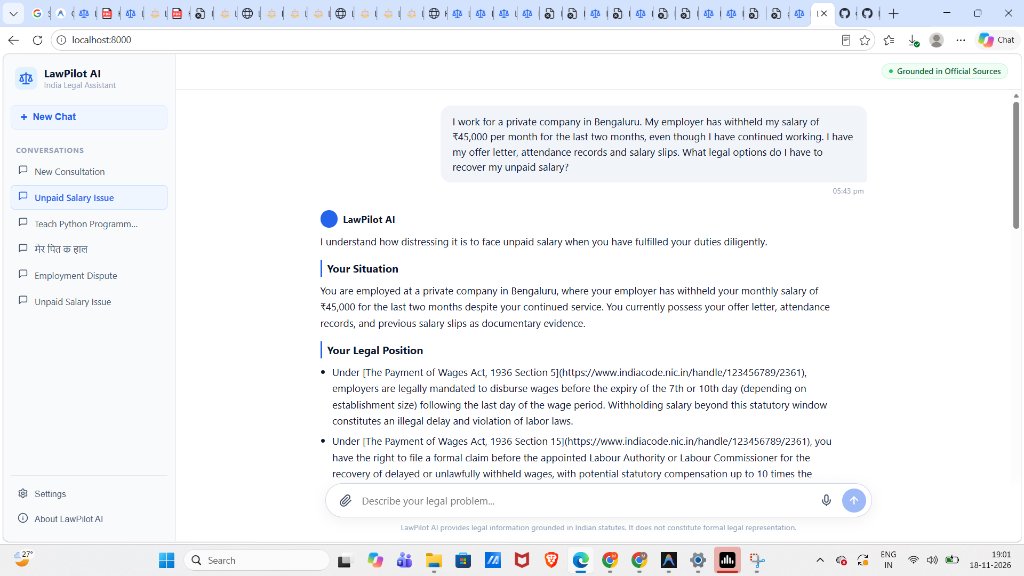 localhost:8000
Chat
LawPilot AI
India Legal Assistant
+ New Chat
CONVERSATIONS
New Consultation
Unpaid Salary Issue
Teach Python Programm...
मेर पित क हाल
Employment Dispute
Unpaid Salary Issue
Settings
About LawPilot AI
Grounded in Official Sources
I work for a private company in Bengaluru. My employer has withheld my salary of
₹45,000 per month for the last two months, even though I have continued working. I have
my offer letter, attendance records and salary slips. What legal options do I have to
recover my unpaid salary?
05:43 pm
LawPilot AI
I understand how distressing it is to face unpaid salary when you have fulfilled your duties diligently.
Your Situation
You are employed at a private company in Bengaluru, where your employer has withheld your monthly salary of
₹45,000 for the last two months despite your continued service. You currently possess your offer letter, attendance
records, and previous salary slips as documentary evidence.
Your Legal Position
• Under [The Payment of Wages Act, 1936 Section 5](https://www.indiacode.nic.in/handle/123456789/2361),
employers are legally mandated to disburse wages before the expiry of the 7th or 10th day (depending on
establishment size) following the last day of the wage period. Withholding salary beyond this statutory window
constitutes an illegal delay and violation of labor laws.
• Under [The Payment of Wages Act, 1936 Section 15](https://www.indiacode.nic.in/handle/123456789/2361), you
have the right to file a formal claim before the appointed Labour Authority or Labour Commissioner for the
recovery of delayed or unlawfully withheld wages, with potential statutory compensation up to 10 times the
Describe your legal problem...
LawPilot AI provides legal information grounded in Indian statutes. It does not constitute formal legal representation.
27°
Search
ENG
IN
19:01
18-11-2026